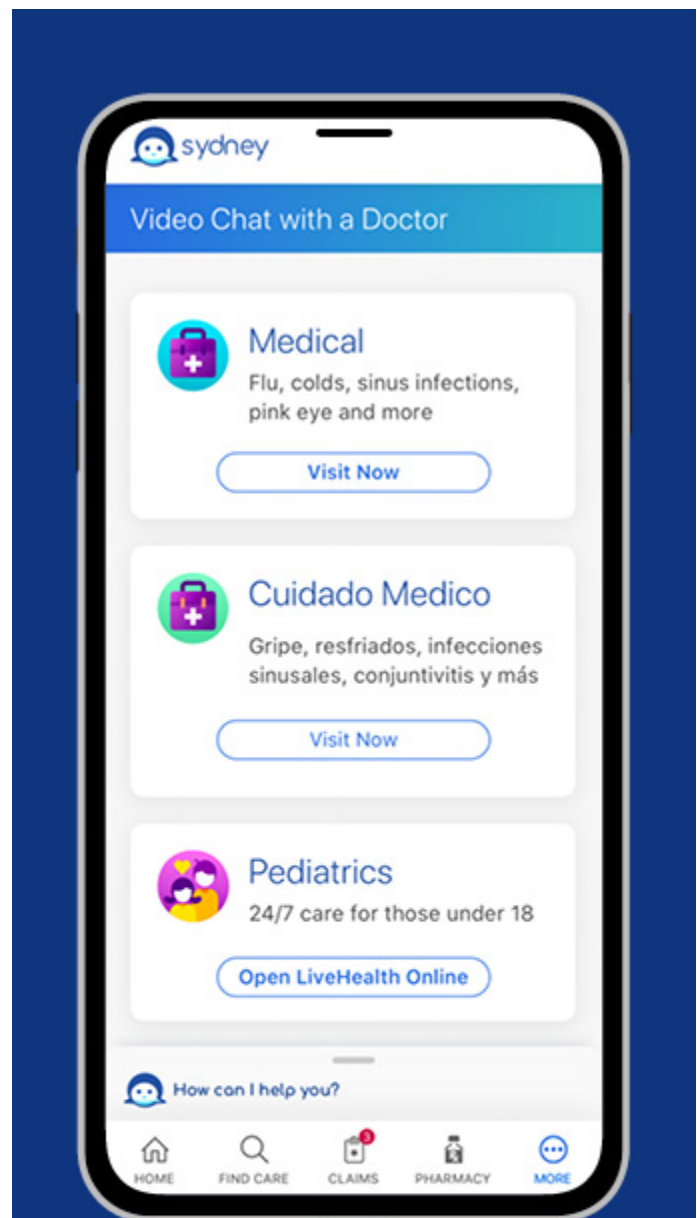 sydney
Video Chat with a Doctor
Medical
Flu, colds, sinus infections,
pink eye and more
Visit Now
Cuidado Medico
Gripe, resfriados, infecciones
sinusales, conjuntivitis y más
Visit Now
Pediatrics
24/7 care for those under 18
Open LiveHealth Online
How can I help you?
3
HOME FIND CARE CLAIMS PHARMACY MORE